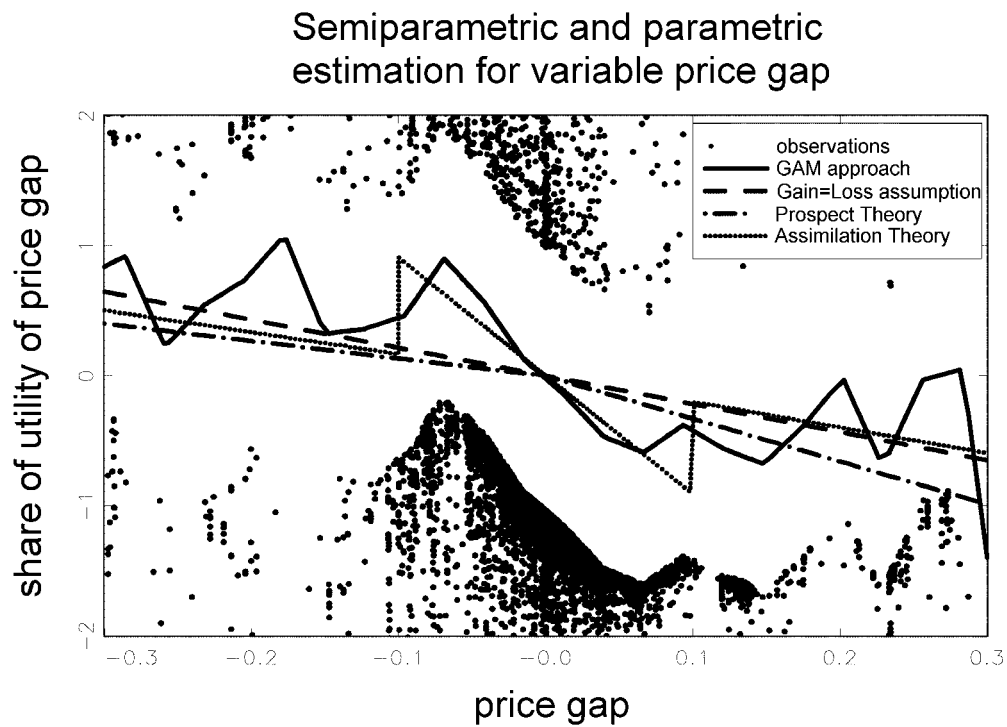 Semiparametric and parametric
estimation for variable price gap
share of utility of price gap
2
1
0
-1
-2
observations
GAM approach
Gain=Loss assumption
Prospect Theory
Assimilation Theory
-0.3 -0.2 -0.1 -0.0 0.1 0.2 0.3
price gap